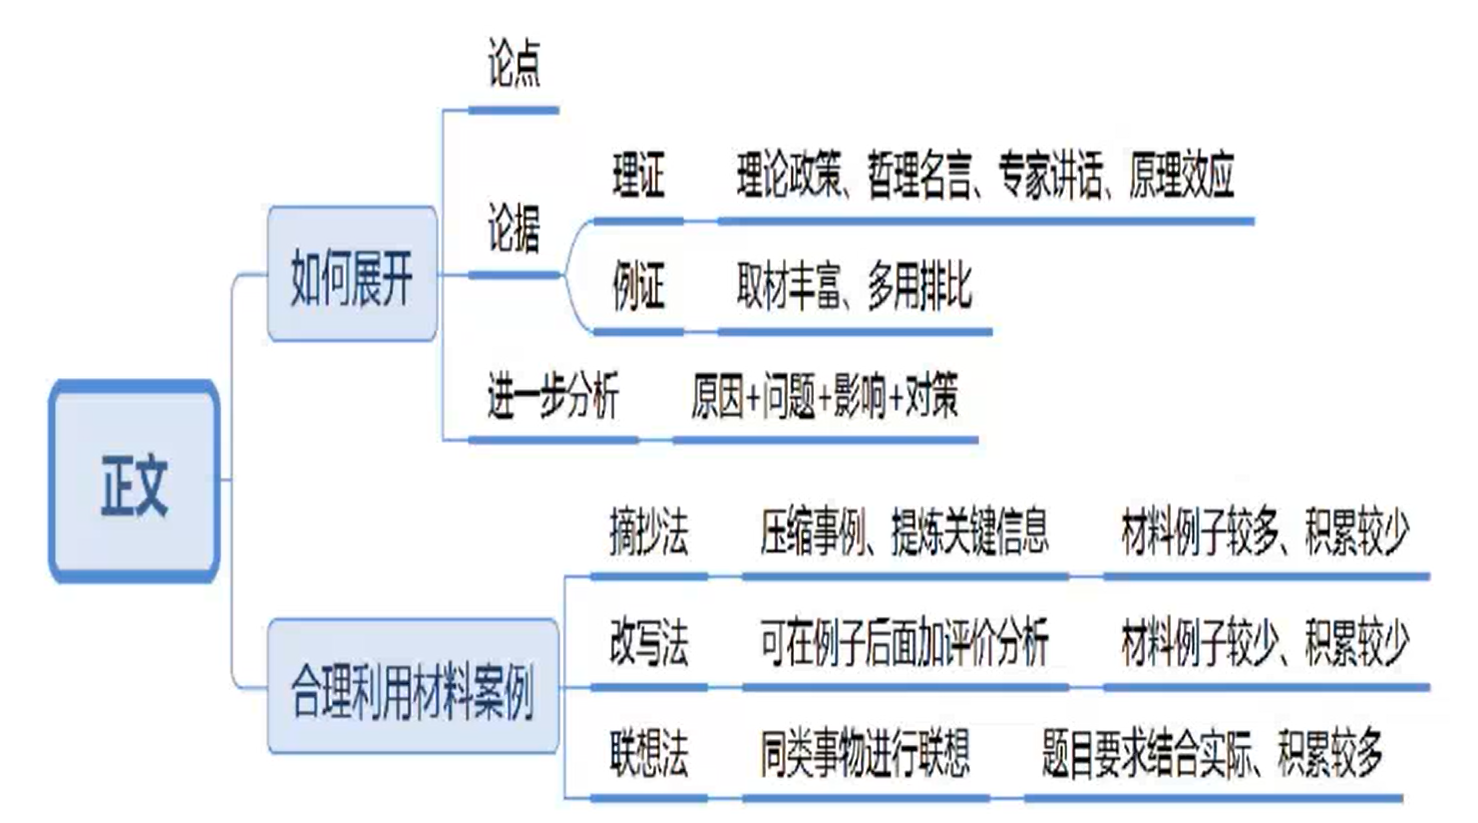 论点
理证 理论政策、哲理名言、专家讲话、原理效应
论据
例证 取材丰富、多用排比
如何展开
进一步分析 原因+问题+影响+对策
正文
摘抄法 压缩事例、提炼关键信息 材料例子较多、积累较少
改写法 可在例子后面加评价分析 材料例子较少、积累较少
合理利用材料案例
联想法 同类事物进行联想 题目要求结合实际、积累较多